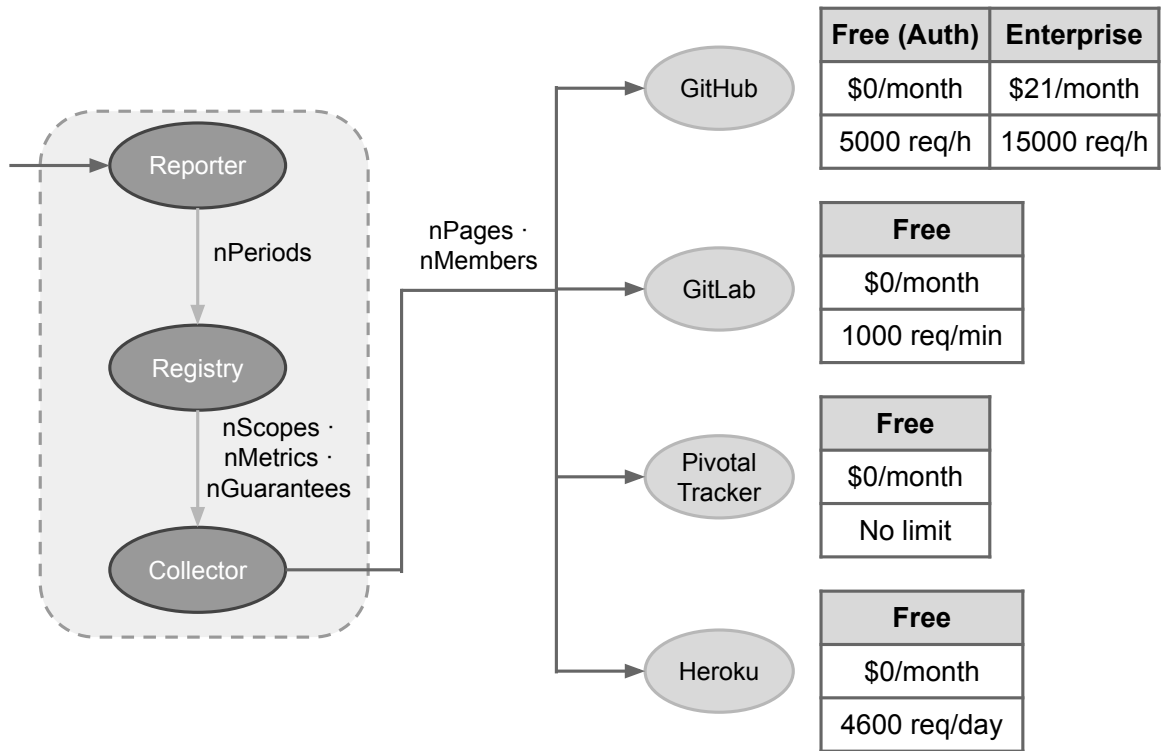 Reporter
nPeriods
Registry
nScopes ·
nMetrics ·
nGuarantees
Collector
nPages ·
nMembers
GitHub
Free (Auth) Enterprise
$0/month $21/month
5000 req/h 15000 req/h
GitLab
Free
$0/month
1000 req/min
Pivotal
Tracker
Free
$0/month
No limit
Heroku
Free
$0/month
4600 req/day